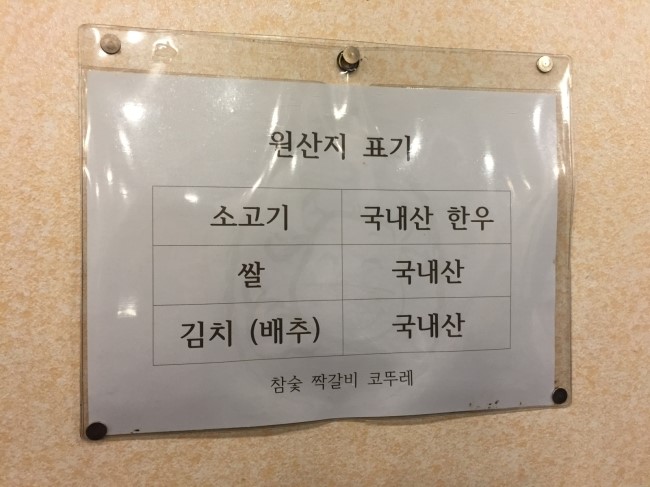 원산지 표기
소고기 국내산 한우
쌀 국내산
김치 (배추) 국내산
참숯 짝갈비 코뚜레